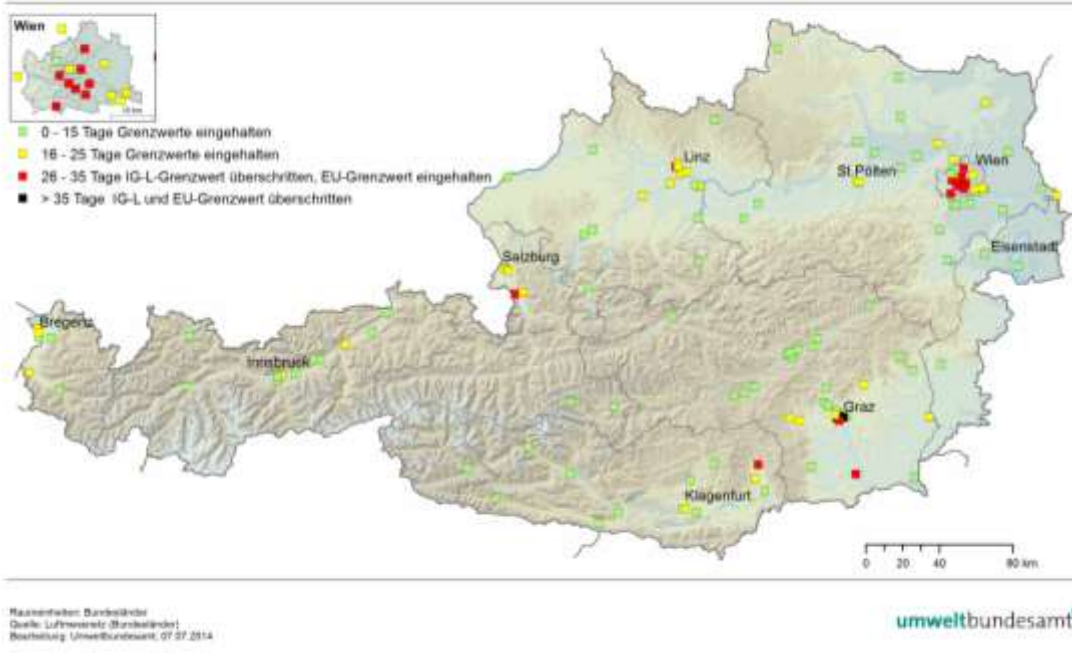 Wien
10 km
0 - 15 Tage Grenzwerte eingehalten
16 - 25 Tage Grenzwerte eingehalten
26 - 35 Tage IG-L-Grenzwert überschritten, EU-Grenzwert eingehalten
> 35 Tage IG-L und EU-Grenzwert überschritten
Linz
Wien
St.Pölten
Eisenstadt
Salzburg
Bregenz
Innsbruck
Graz
Klagenfurt
0 20 40 80 km
Raumeinheiten: Bundesländer
Quelle: Luftmessnetz (Bundesländer)
Bearbeitung: Umweltbundesamt, 07.07.2014
umweltbundesamt